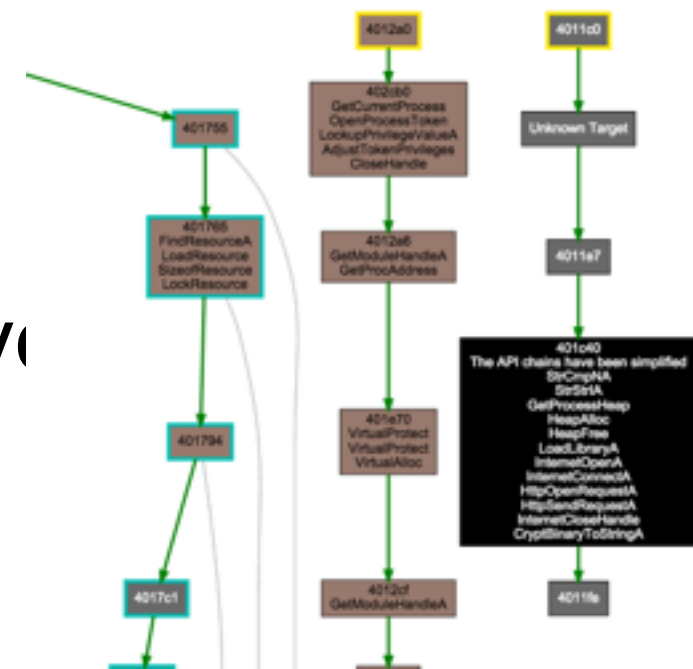 4012a0
4011c0
402cb0
GetCurrentProcess
OpenProcessToken
LookupPrivilegeValueA
AdjustTokenPrivileges
CloseHandle
401755
Unknown Target
401765
FindResourceA
LoadResource
SizeofResource
LockResource
4012a6
GetModuleHandleA
GetProcAddress
4011e7
401c40
The API chains have been simplified
StrCmpNA
StrStrIA
GetProcessHeap
HeapAlloc
HeapFree
LoadLibraryA
InternetOpenA
InternetConnectA
HttpOpenRequestA
HttpSendRequestA
InternetCloseHandle
CryptBinaryToStringA
401794
401e70
VirtualProtect
VirtualProtect
VirtualAlloc
4017c1
4012cf
GetModuleHandleA
4011fe